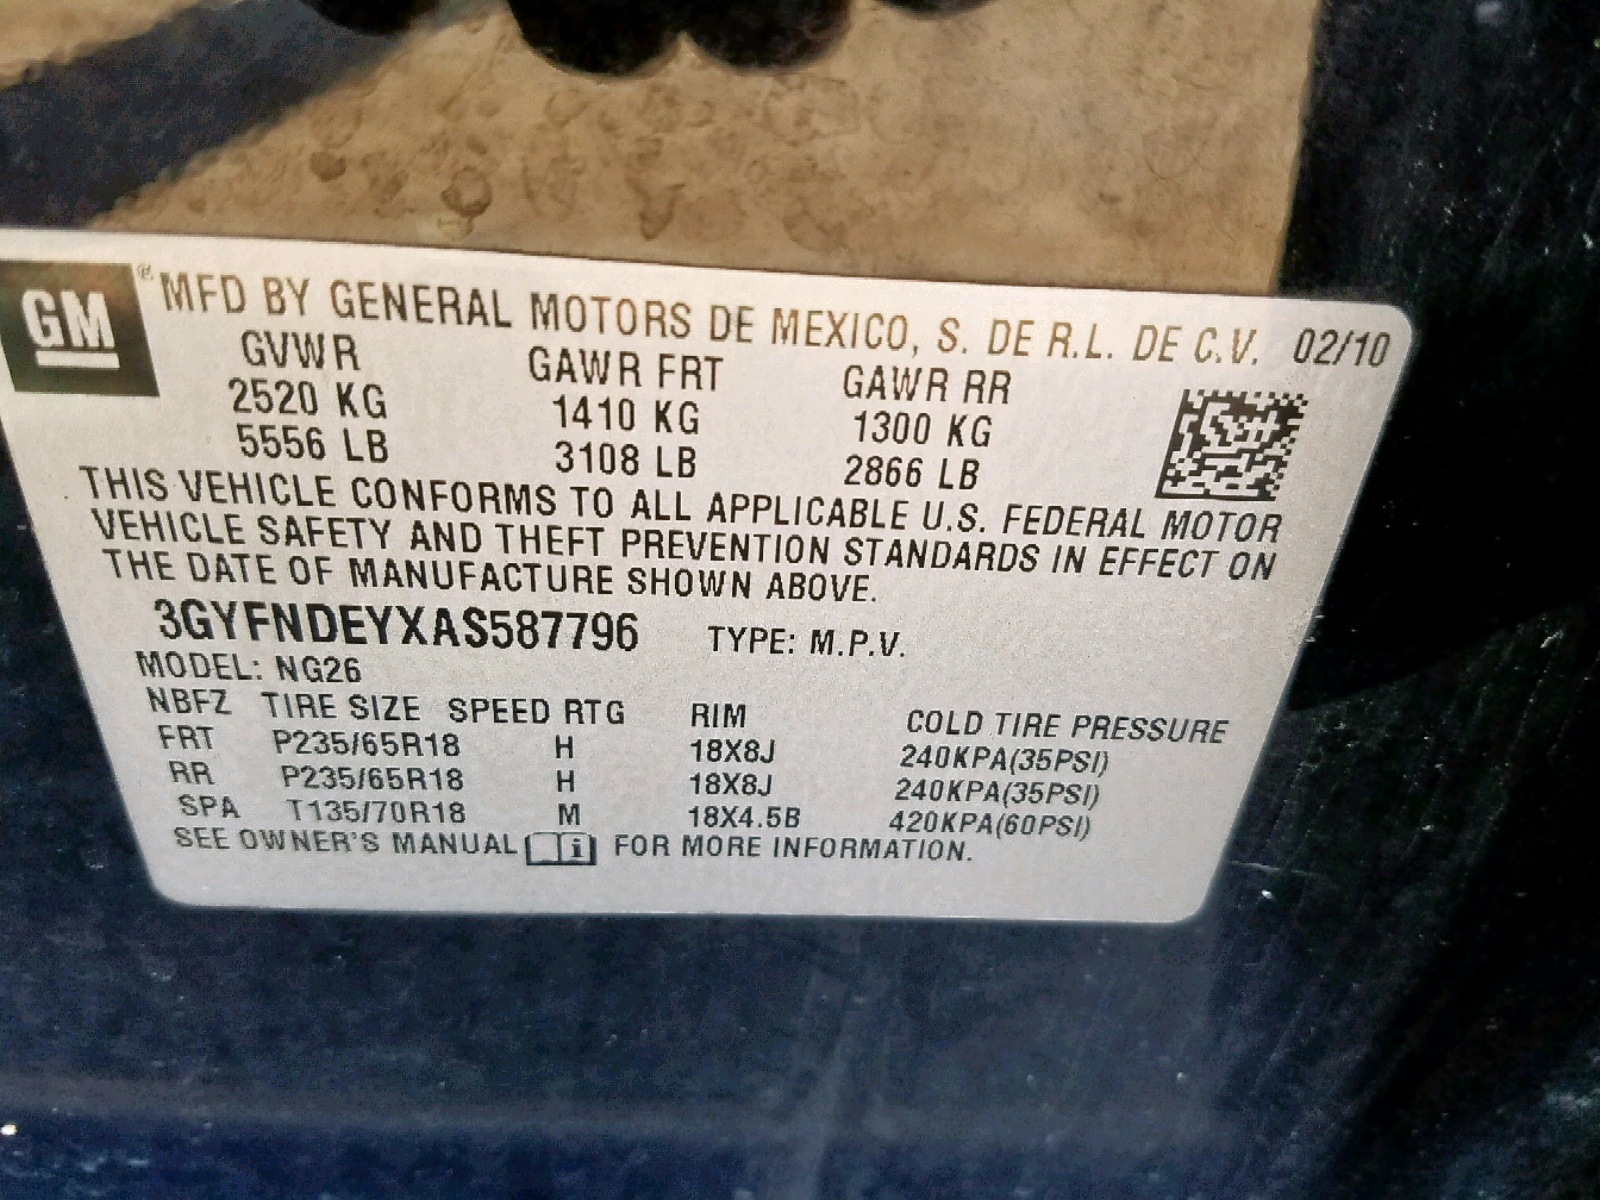 GM® MFD BY GENERAL MOTORS DE MEXICO, S. DE R.L. DE C.V. 02/10
GVWR GAWR FRT GAWR RR
2520 KG 1410 KG 1300 KG
5556 LB 3108 LB 2866 LB
THIS VEHICLE CONFORMS TO ALL APPLICABLE U.S. FEDERAL MOTOR
VEHICLE SAFETY AND THEFT PREVENTION STANDARDS IN EFFECT ON
THE DATE OF MANUFACTURE SHOWN ABOVE.
3GYFNDEYXAS587796 TYPE: M.P.V.
MODEL: NG26
NBFZ TIRE SIZE SPEED RTG RIM COLD TIRE PRESSURE
FRT P235/65R18 H 18X8J 240KPA(35PSI)
RR P235/65R18 H 18X8J 240KPA(35PSI)
SPA T135/70R18 M 18X4.5B 420KPA(60PSI)
SEE OWNER'S MANUAL i FOR MORE INFORMATION.